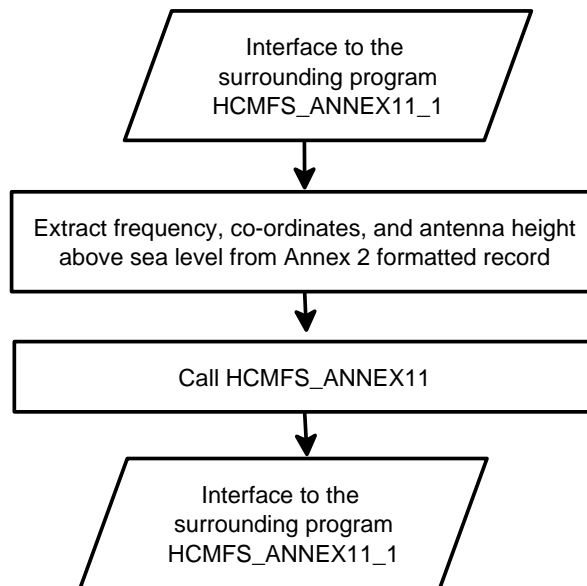 Interface to the
surrounding program
HCMFS_ANNEX11_1
Extract frequency, co-ordinates, and antenna height
above sea level from Annex 2 formatted record
Call HCMFS_ANNEX11
Interface to the
surrounding program
HCMFS_ANNEX11_1